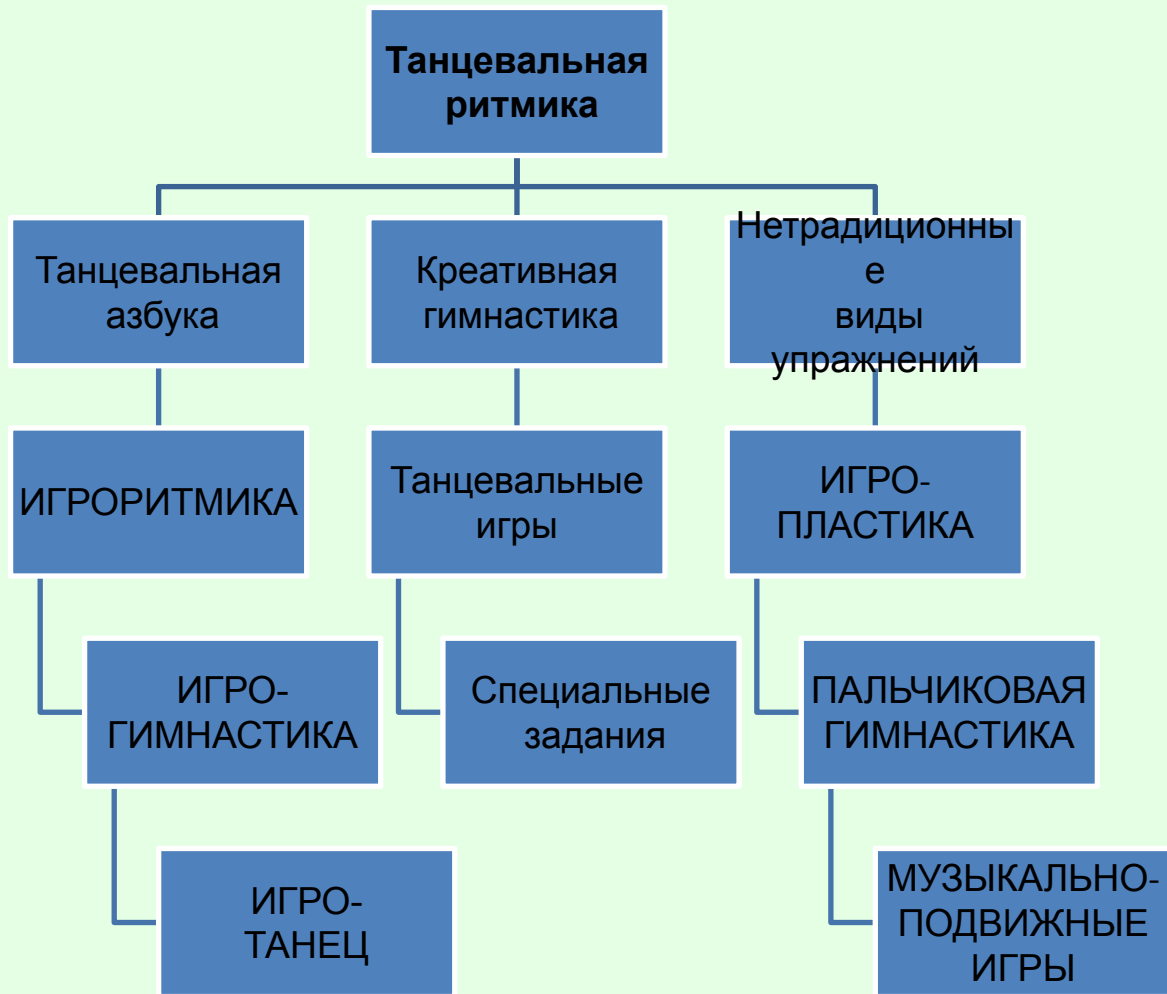 Танцевальная
ритмика
Танцевальная
азбука
Креативная
гимнастика
Нетрадиционны
е
виды
упражнений
ИГРОРИТМИКА
Танцевальные
игры
ИГРО-
ПЛАСТИКА
ИГРО-
ГИМНАСТИКА
Специальные
задания
ПАЛЬЧИКОВАЯ
ГИМНАСТИКА
ИГРО-
ТАНЕЦ
МУЗЫКАЛЬНО-
ПОДВИЖНЫЕ
ИГРЫ